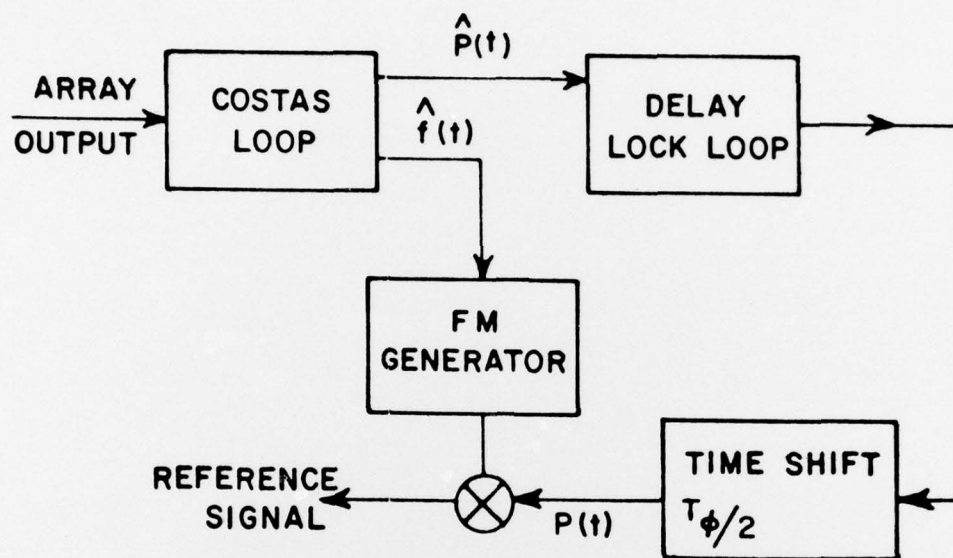 P̂(t)
ARRAY
OUTPUT
COSTAS
LOOP
f̂(t)
DELAY
LOCK LOOP
FM
GENERATOR
REFERENCE
SIGNAL
P(t)
TIME SHIFT
Tϕ/2